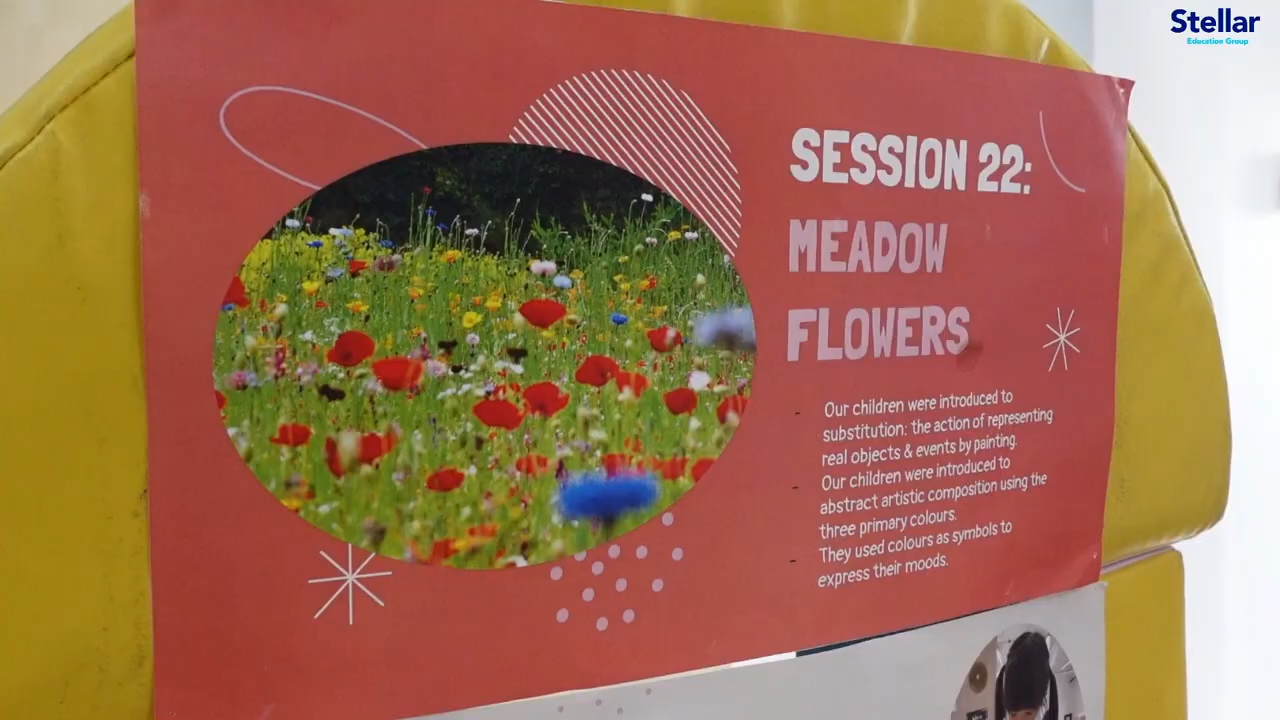 Stellar
Education Group
SESSION 22:
MEADOW
FLOWERS
- Our children were introduced to
substitution: the action of representing
real objects & events by painting.
- Our children were introduced to
abstract artistic composition using the
three primary colours.
- They used colours as symbols to
express their moods.